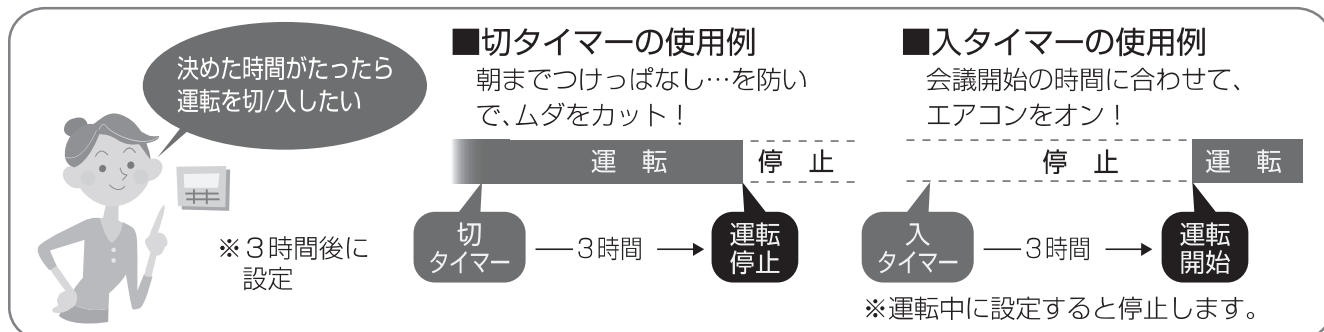 決めた時間がたったら
運転を切/入したい
※３時間後に
設定
■切タイマーの使用例
朝までつけっぱなし…を防い
で、ムダをカット！
運 転
停 止
切
タイマー
3時間
運転
停止
■入タイマーの使用例
会議開始の時間に合わせて、
エアコンをオン！
停 止
運 転
入
タイマー
3時間
運転
開始
※運転中に設定すると停止します。